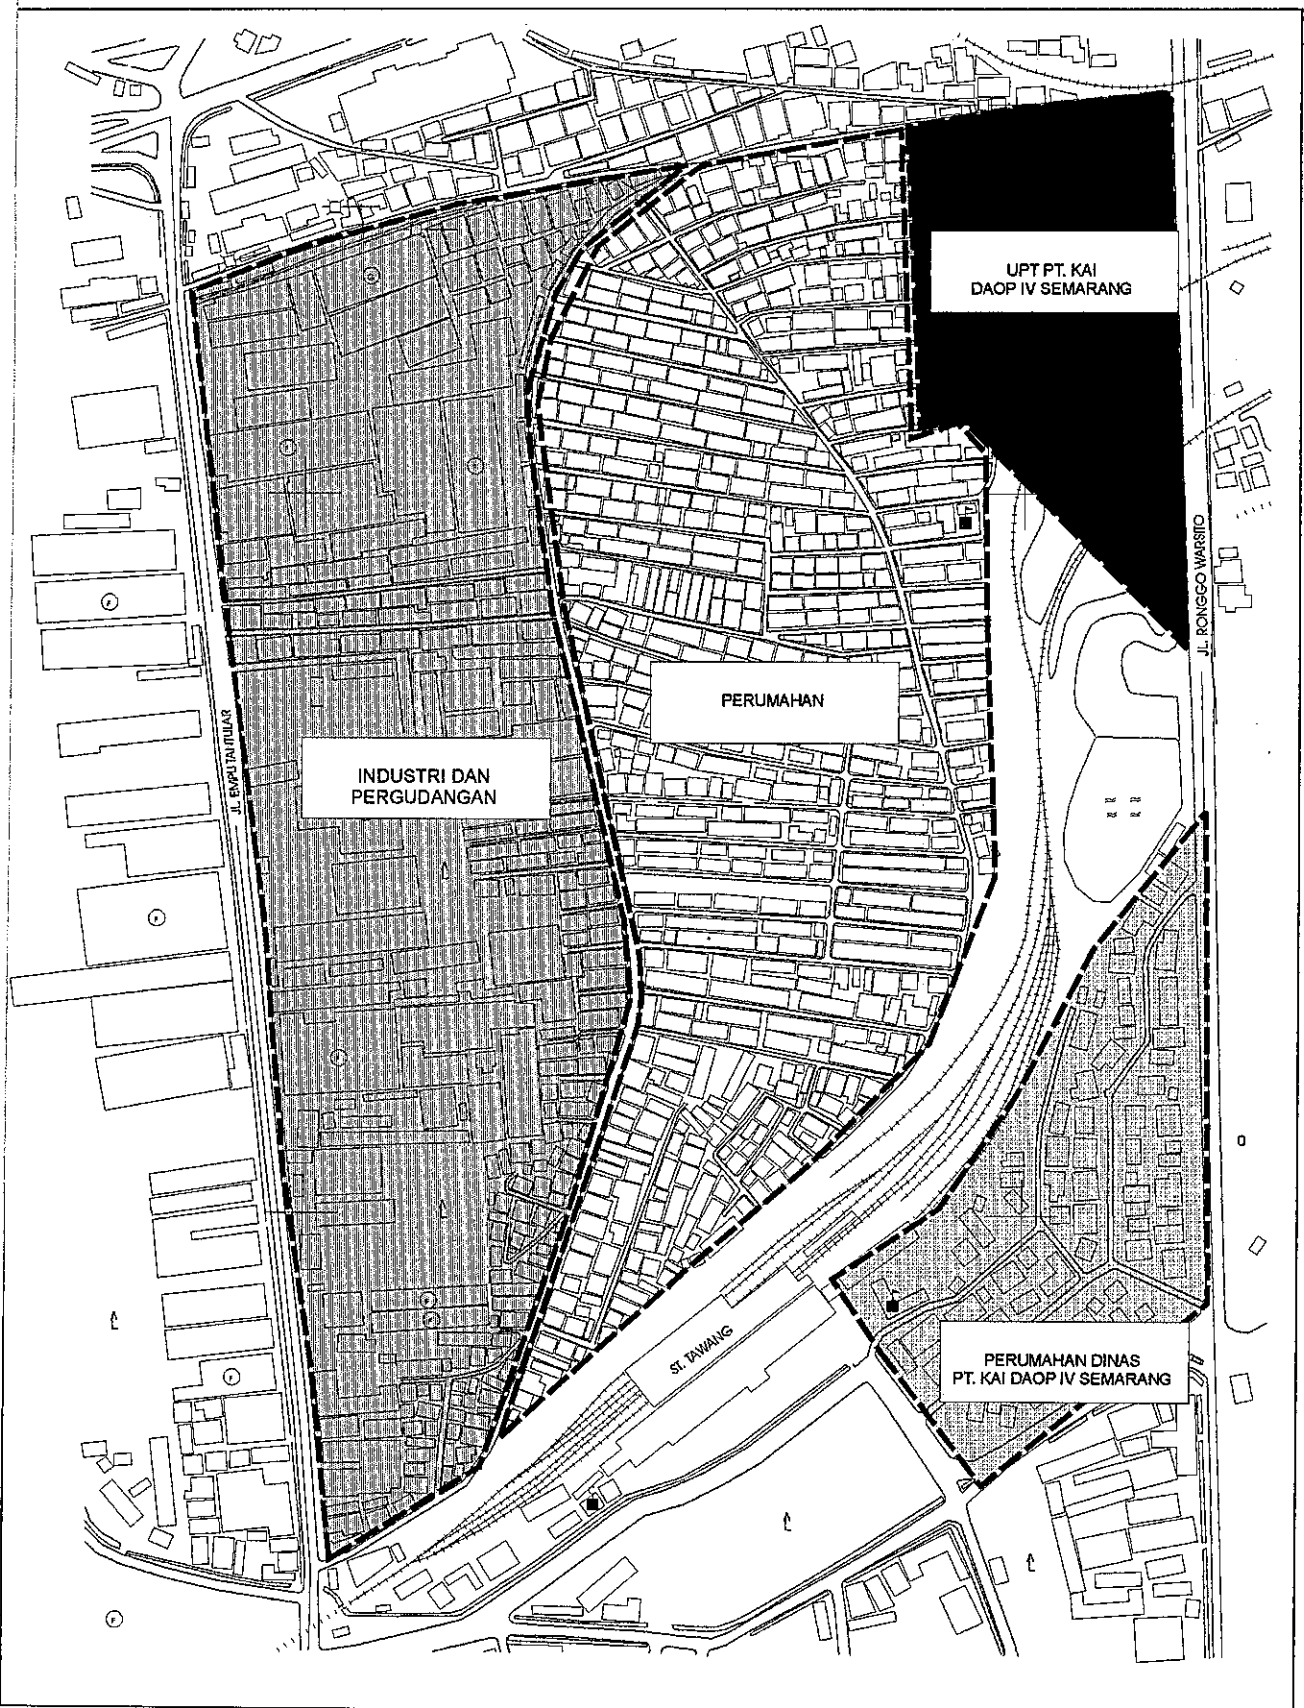 UPT PT. KAI
DAOP IV SEMARANG
JL. RONGGO WARSITO
PERUMAHAN
JL. EMPU TANTULAR
INDUSTRI DAN
PERGUDANGAN
ST. TAWANG
PERUMAHAN DINAS
PT. KAI DAOP IV SEMARANG